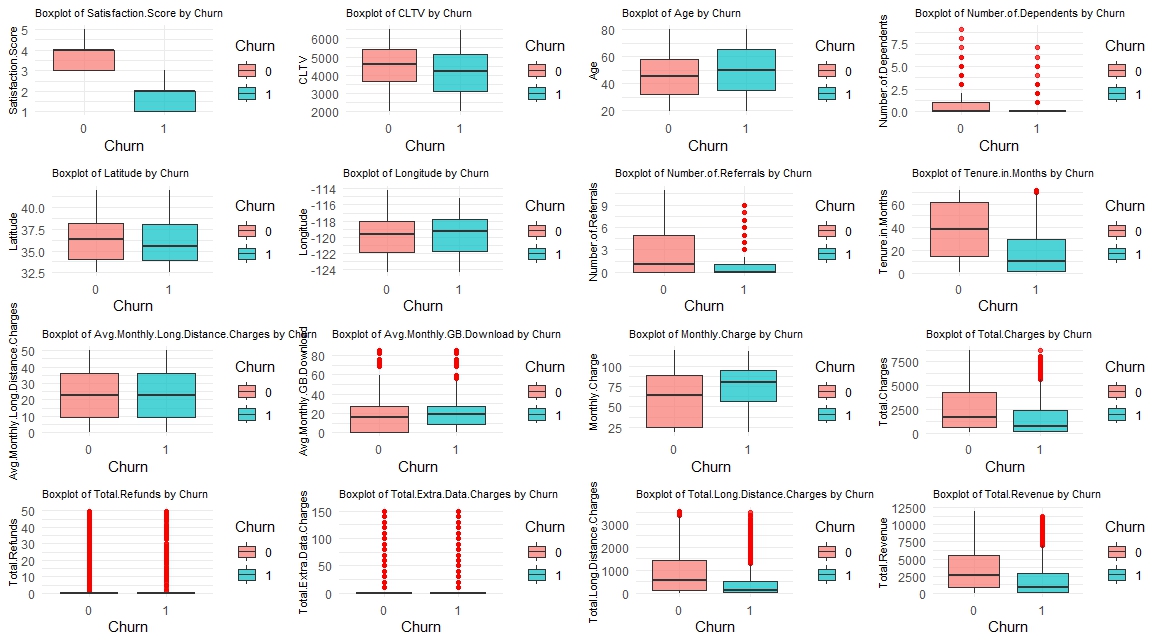 Boxplot of Satisfaction.Score by Churn
Satisfaction.Score
5
4
3
2
1
0
1
Churn
Churn
0
1
Boxplot of CLTV by Churn
CLTV
6000
5000
4000
3000
2000
0
1
Churn
Churn
0
1
Boxplot of Age by Churn
Age
80
60
40
20
0
1
Churn
Churn
0
1
Boxplot of Number.of.Dependents by Churn
Number.of.Dependents
7.5
5.0
2.5
0.0
0
1
Churn
Churn
0
1
Boxplot of Latitude by Churn
Latitude
40.0
37.5
35.0
32.5
0
1
Churn
Churn
0
1
Boxplot of Longitude by Churn
Longitude
-114
-116
-118
-120
-122
-124
0
1
Churn
Churn
0
1
Boxplot of Number.of.Referrals by Churn
Number.of.Referrals
9
6
3
0
0
1
Churn
Churn
0
1
Boxplot of Tenure.in.Months by Churn
Tenure.in.Months
60
40
20
0
0
1
Churn
Churn
0
1
Boxplot of Avg.Monthly.Long.Distance.Charges by Churn
Avg.Monthly.Long.Distance.Charges
50
40
30
20
10
0
0
1
Churn
Churn
0
1
Boxplot of Avg.Monthly.GB.Download by Churn
Avg.Monthly.GB.Download
80
60
40
20
0
0
1
Churn
Churn
0
1
Boxplot of Monthly.Charge by Churn
Monthly.Charge
100
75
50
25
0
1
Churn
Churn
0
1
Boxplot of Total.Charges by Churn
Total.Charges
7500
5000
2500
0
0
1
Churn
Churn
0
1
Boxplot of Total.Refunds by Churn
Total.Refunds
50
40
30
20
10
0
0
1
Churn
Churn
0
1
Boxplot of Total.Extra.Data.Charges by Churn
Total.Extra.Data.Charges
150
100
50
0
0
1
Churn
Churn
0
1
Boxplot of Total.Long.Distance.Charges by Churn
Total.Long.Distance.Charges
3000
2000
1000
0
0
1
Churn
Churn
0
1
Boxplot of Total.Revenue by Churn
Total.Revenue
12500
10000
7500
5000
2500
0
0
1
Churn
Churn
0
1